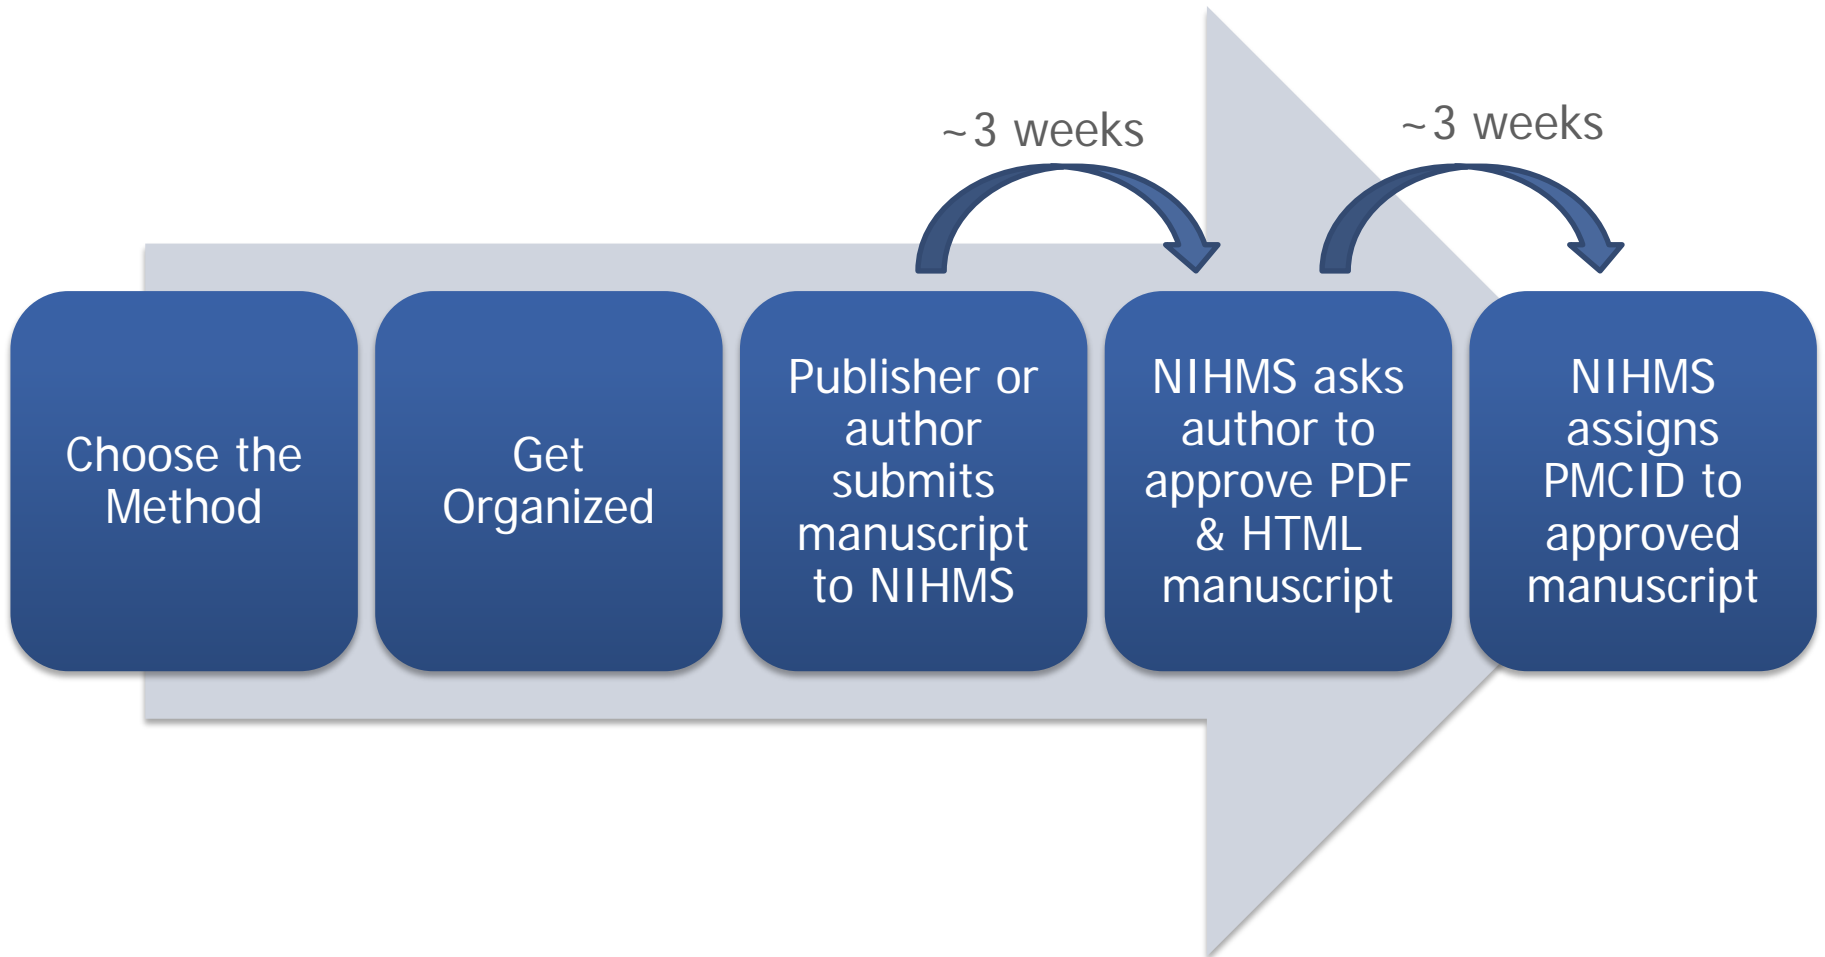 ~3 weeks
~3 weeks
Choose the
Method
Get
Organized
Publisher or
author
submits
manuscript
to NIHMS
NIHMS asks
author to
approve PDF
& HTML
manuscript
NIHMS
assigns
PMCID to
approved
manuscript